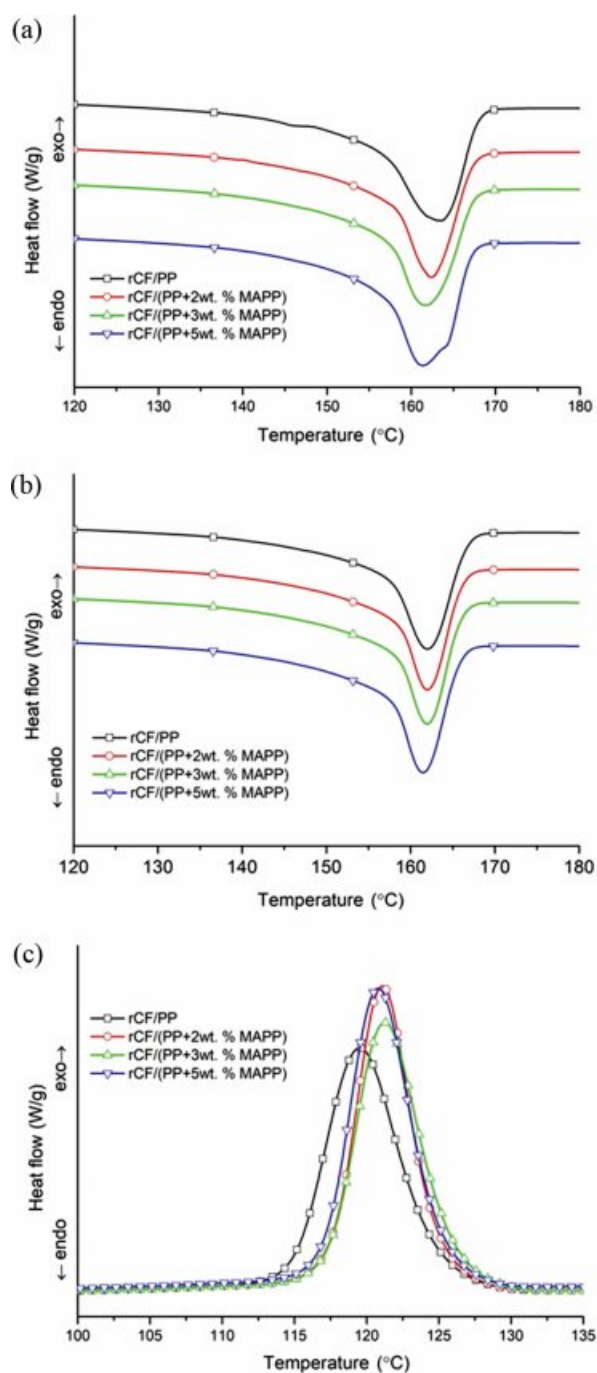 (a)
Heat flow (W/g)
← endo
exo→
rCF/PP
rCF/(PP+2wt. % MAPP)
rCF/(PP+3wt. % MAPP)
rCF/(PP+5wt. % MAPP)
120 130 140 150 160 170 180
Temperature (°C)
(b)
Heat flow (W/g)
← endo
exo→
rCF/PP
rCF/(PP+2wt. % MAPP)
rCF/(PP+3wt. % MAPP)
rCF/(PP+5wt. % MAPP)
120 130 140 150 160 170 180
Temperature (°C)
(c)
Heat flow (W/g)
← endo
exo→
rCF/PP
rCF/(PP+2wt. % MAPP)
rCF/(PP+3wt. % MAPP)
rCF/(PP+5wt. % MAPP)
100 105 110 115 120 125 130 135
Temperature (°C)